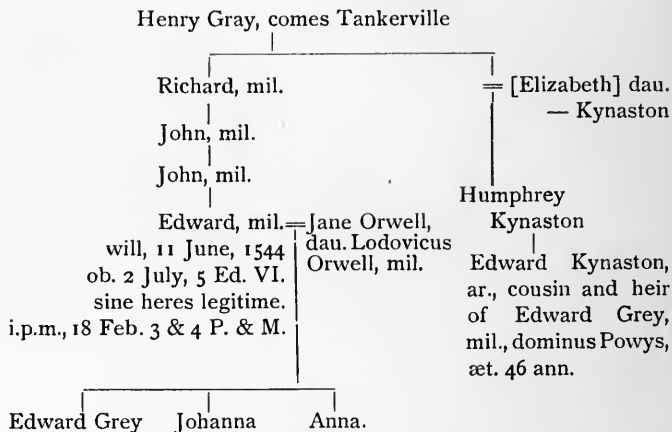 Henry Gray, comes Tankerville
Richard, mil.
John, mil.
John, mil.
Edward, mil. = Jane Orwell,
will, 11 June, 1544
dau. Lodovicus
ob. 2 July, 5 Ed. VI.
Orwell, mil.
sine heres legitime.
i.p.m., 18 Feb. 3 & 4 P. & M.
= [Elizabeth] dau.
— Kynaston
Humphrey
Kynaston
Edward Kynaston,
ar., cousin and heir
of Edward Grey,
mil., dominus Powys,
æt. 46 ann.
Edward Grey
Johanna
Anna.